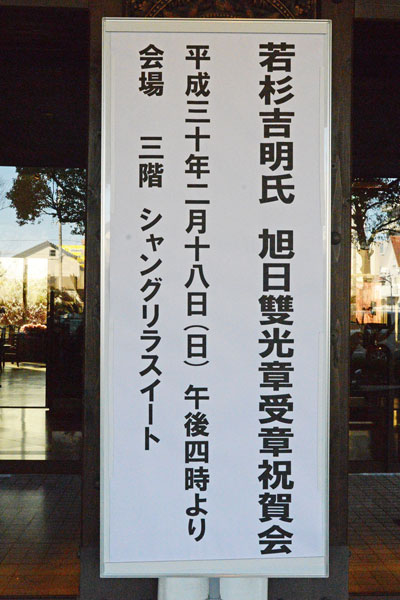 若杉吉明氏　旭日雙光章受章祝賀会
平成三十年二月十八日（日）午後四時より
会場　三階　シャングリラスイート